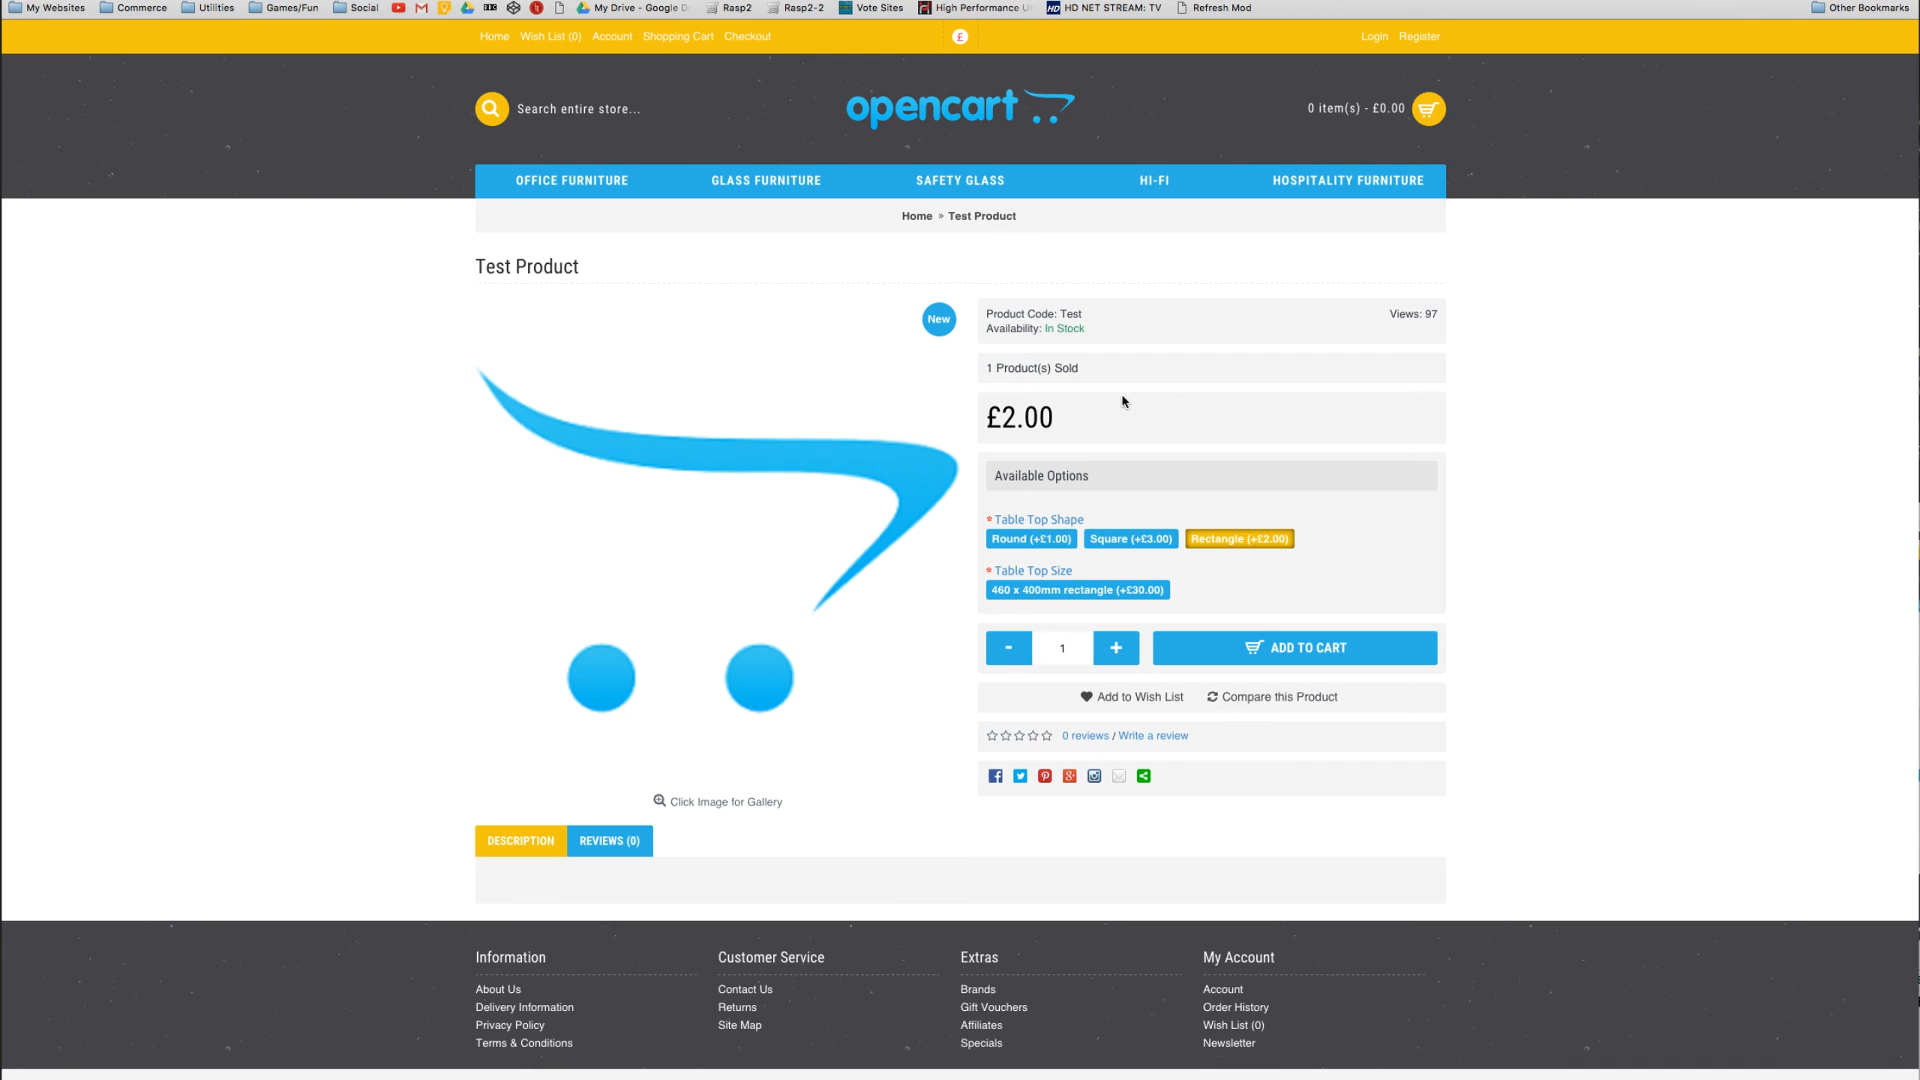 My Websites Commerce Utilities Games/Fun Social My Drive - Google D Rasp2 Rasp2-2 Vote Sites High Performance U HD NET STREAM: TV Refresh Mod Other Bookmarks
Home Wish List (0) Account Shopping Cart Checkout £ Login Register
Search entire store... opencart 0 item(s) - £0.00
OFFICE FURNITURE GLASS FURNITURE SAFETY GLASS HI-FI HOSPITALITY FURNITURE
Home » Test Product
Test Product
New
Product Code: Test Views: 97
Availability: In Stock
1 Product(s) Sold
£2.00
Available Options
* Table Top Shape
Round (+£1.00) Square (+£3.00) Rectangle (+£2.00)
* Table Top Size
460 x 400mm rectangle (+£30.00)
- 1 + ADD TO CART
Add to Wish List Compare this Product
0 reviews / Write a review
Click Image for Gallery
DESCRIPTION REVIEWS (0)
Information Customer Service Extras My Account
About Us Contact Us Brands Account
Delivery Information Returns Gift Vouchers Order History
Privacy Policy Site Map Affiliates Wish List (0)
Terms & Conditions Specials Newsletter